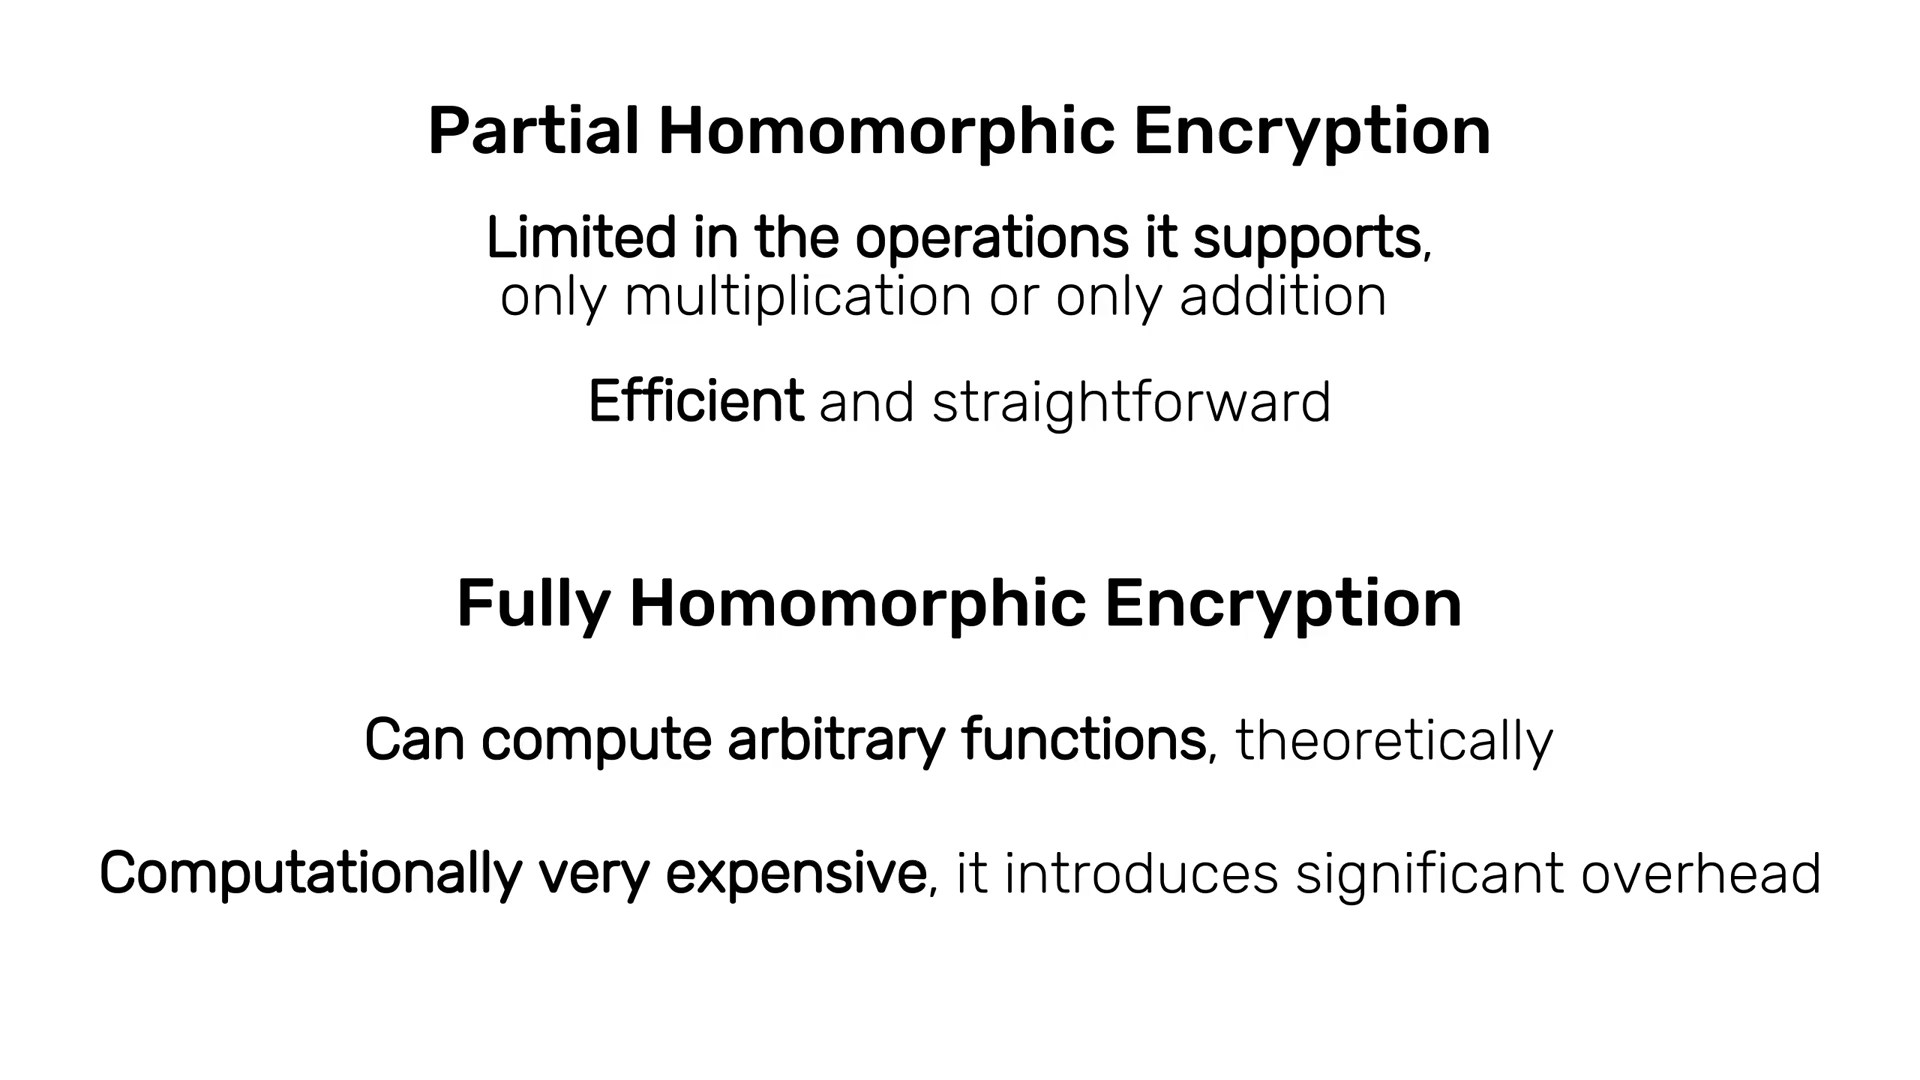 Partial Homomorphic Encryption
Limited in the operations it supports,
only multiplication or only addition
Efficient and straightforward
Fully Homomorphic Encryption
Can compute arbitrary functions, theoretically
Computationally very expensive, it introduces significant overhead